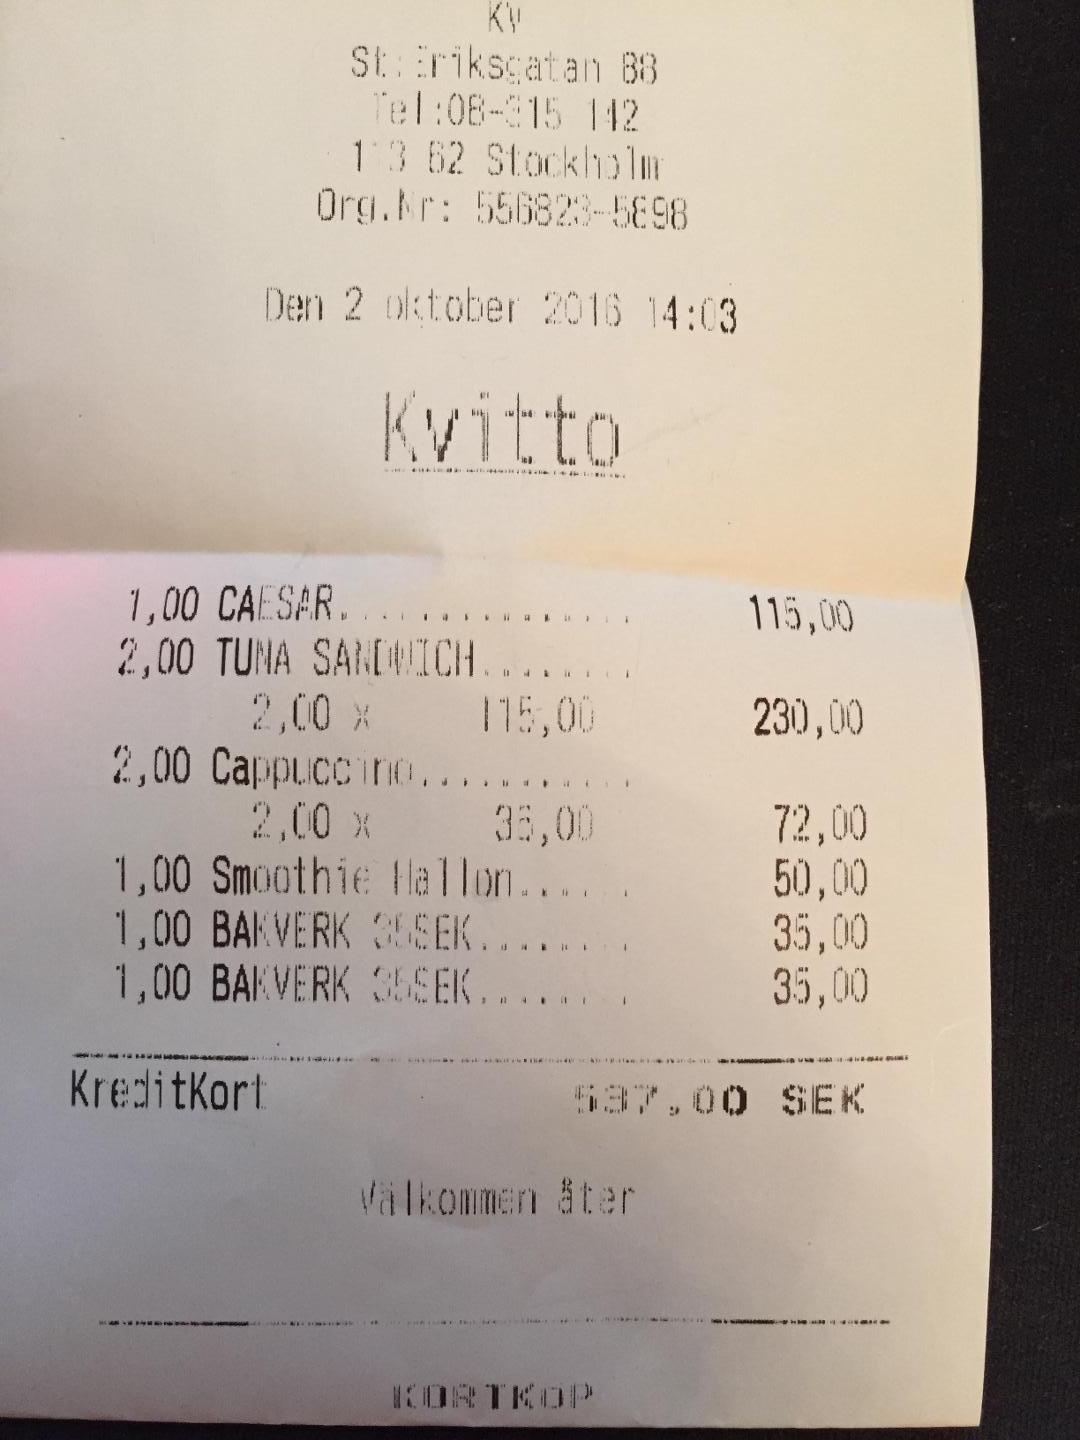 KV
St:Eriksgatan 88
Tel:08-315 142
113 62 Stockholm
Org.Nr: 556823-5898
Den 2 oktober 2016 14:03
Kvitto
1,00 CAESAR.............. 115,00
2,00 TUNA SANDWICH........
2,00 x 115,00 230,00
2,00 Cappuccino...........
2,00 x 36,00 72,00
1,00 Smoothie Hallon...... 50,00
1,00 BAKVERK 35SEK........ 35,00
1,00 BAKVERK 35SEK........ 35,00
KreditKort 537,00 SEK
Välkommen åter
KORTKÖP